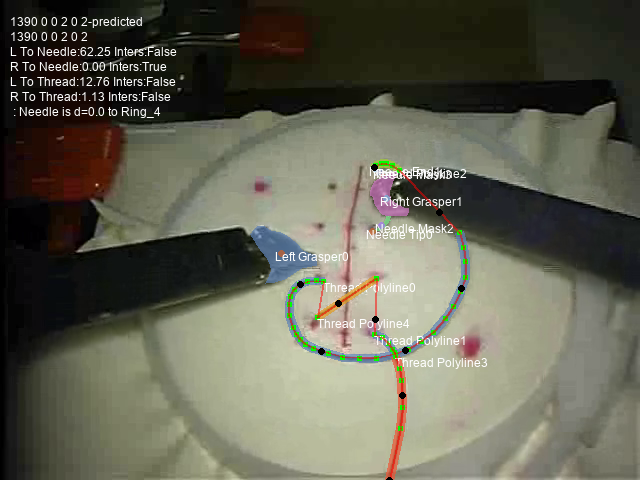 1390 0 0 2 0 2-predicted
1390 0 0 2 0 2
L To Needle:62.25 Inters:False
R To Needle:0.00 Inters:True
L To Thread:12.76 Inters:False
R To Thread:1.13 Inters:False
: Needle is d=0.0 to Ring_4
Needle Mask3
Right Grasper1
Needle Mask2
Needle Tip0
Left Grasper0
Thread Polyline0
Thread Polyline4
Thread Polyline1
Thread Polyline3